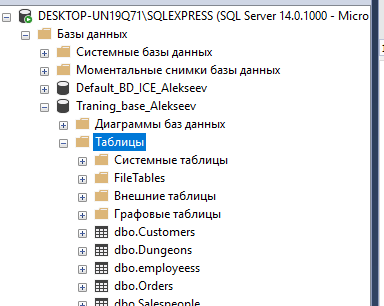 DESKTOP-UN19Q71\SQLEXPRESS (SQL Server 14.0.1000 - Micro
Базы данных
Системные базы данных
Моментальные снимки базы данных
Default_BD_ICE_Alekseev
Traning_base_Alekseev
Диаграммы баз данных
Таблицы
Системные таблицы
FileTables
Внешние таблицы
Графовые таблицы
dbo.Customers
dbo.Dungeons
dbo.employeess
dbo.Orders
dbo.Salespeople